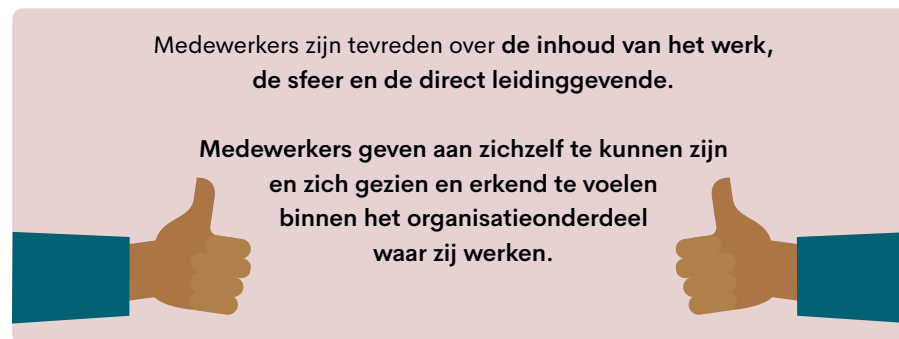 Medewerkers zijn tevreden over de inhoud van het werk,
de sfeer en de direct leidinggevende.
Medewerkers geven aan zichzelf te kunnen zijn
en zich gezien en erkend te voelen
binnen het organisatieonderdeel
waar zij werken.